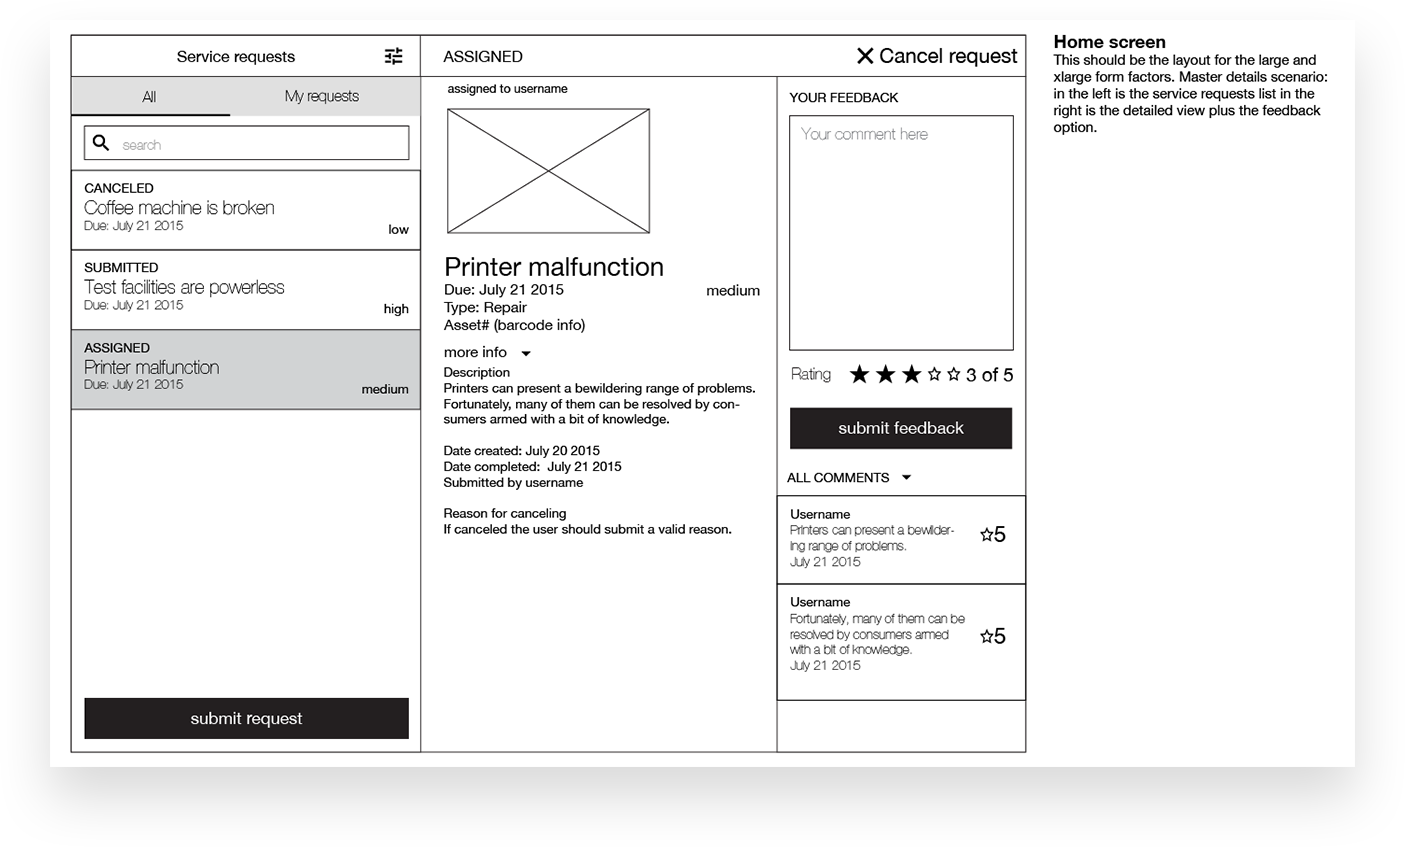 Service requests
All
My requests
search
CANCELED
Coffee machine is broken
Due: July 21 2015
low
SUBMITTED
Test facilities are powerless
Due: July 21 2015
high
ASSIGNED
Printer malfunction
Due: July 21 2015
medium
submit request
ASSIGNED
Cancel request
assigned to username
Printer malfunction
Due: July 21 2015
medium
Type: Repair
Asset# (barcode info)
more info
Description
Printers can present a bewildering range of problems.
Fortunately, many of them can be resolved by con-
sumers armed with a bit of knowledge.
Date created: July 20 2015
Date completed:  July 21 2015
Submitted by username
Reason for canceling
If canceled the user should submit a valid reason.
YOUR FEEDBACK
Your comment here
Rating
3 of 5
submit feedback
ALL COMMENTS
Username
Printers can present a bewilder-
ing range of problems.
July 21 2015
5
Username
Fortunately, many of them can be
resolved by consumers armed
with a bit of knowledge.
July 21 2015
5
Home screen
This should be the layout for the large and
xlarge form factors. Master details scenario:
in the left is the service requests list in the
right is the detailed view plus the feedback
option.